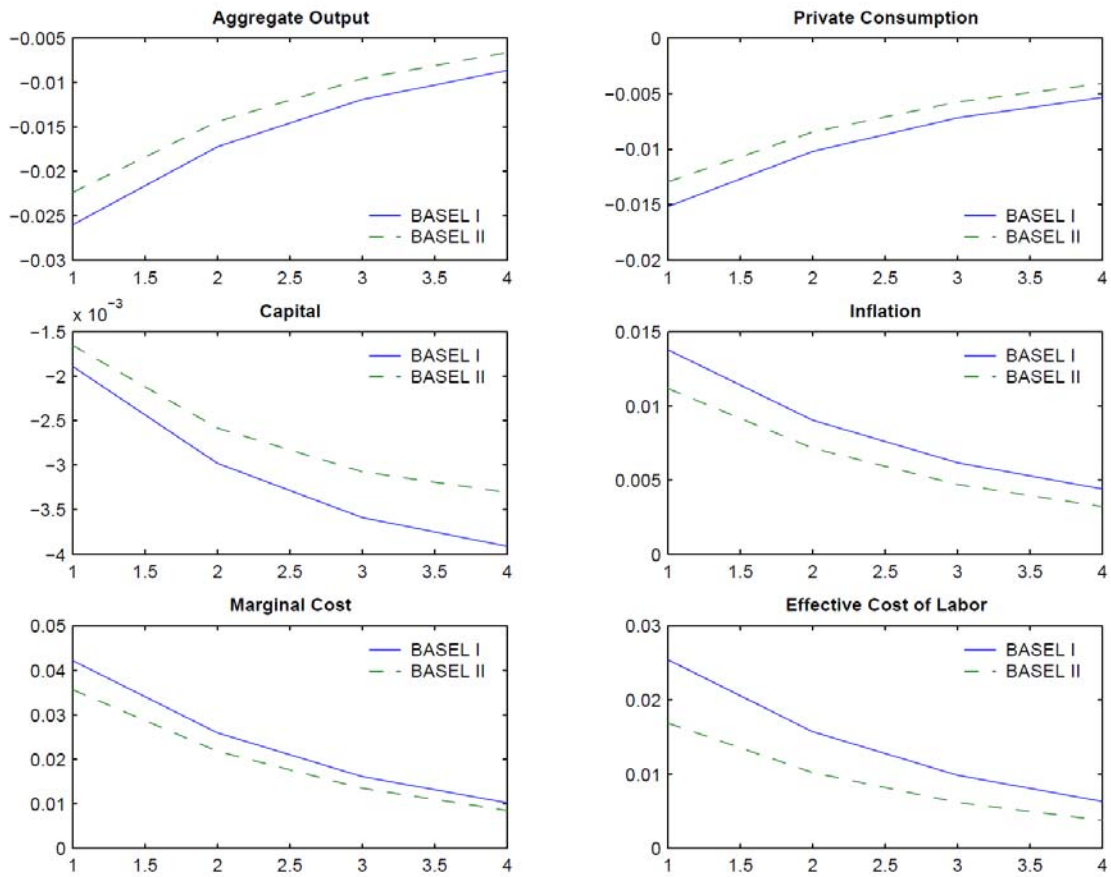 Aggregate Output
−0.005
−0.01
−0.015
−0.02
−0.025
−0.03
1 1.5 2 2.5 3 3.5 4
BASEL I
BASEL II
Private Consumption
0
−0.005
−0.01
−0.015
−0.02
1 1.5 2 2.5 3 3.5 4
BASEL I
BASEL II
Capital
x 10−3
−1.5
−2
−2.5
−3
−3.5
−4
1 1.5 2 2.5 3 3.5 4
BASEL I
BASEL II
Inflation
0.015
0.01
0.005
0
1 1.5 2 2.5 3 3.5 4
BASEL I
BASEL II
Marginal Cost
0.05
0.04
0.03
0.02
0.01
0
1 1.5 2 2.5 3 3.5 4
BASEL I
BASEL II
Effective Cost of Labor
0.03
0.02
0.01
0
1 1.5 2 2.5 3 3.5 4
BASEL I
BASEL II